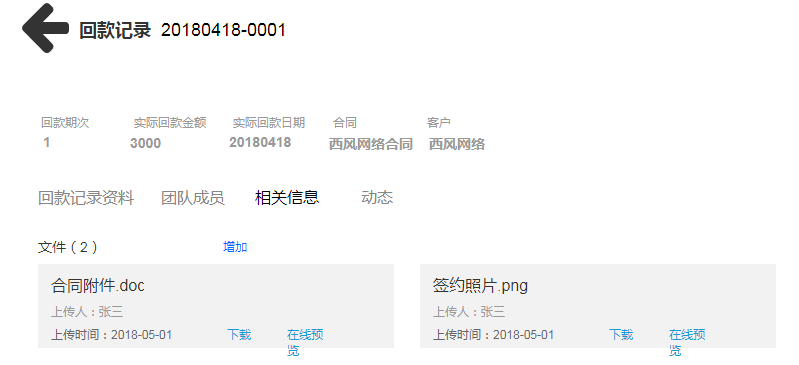 回款记录 20180418-0001
回款期次 实际回款金额 实际回款日期 合同 客户
1 3000 20180418 西风网络合同 西风网络
回款记录资料 团队成员 相关信息 动态
文件（2） 增加
合同附件.doc
上传人：张三
上传时间：2018-05-01 下载 在线预
览
签约照片.png
上传人：张三
上传时间：2018-05-01 下载 在线预
览